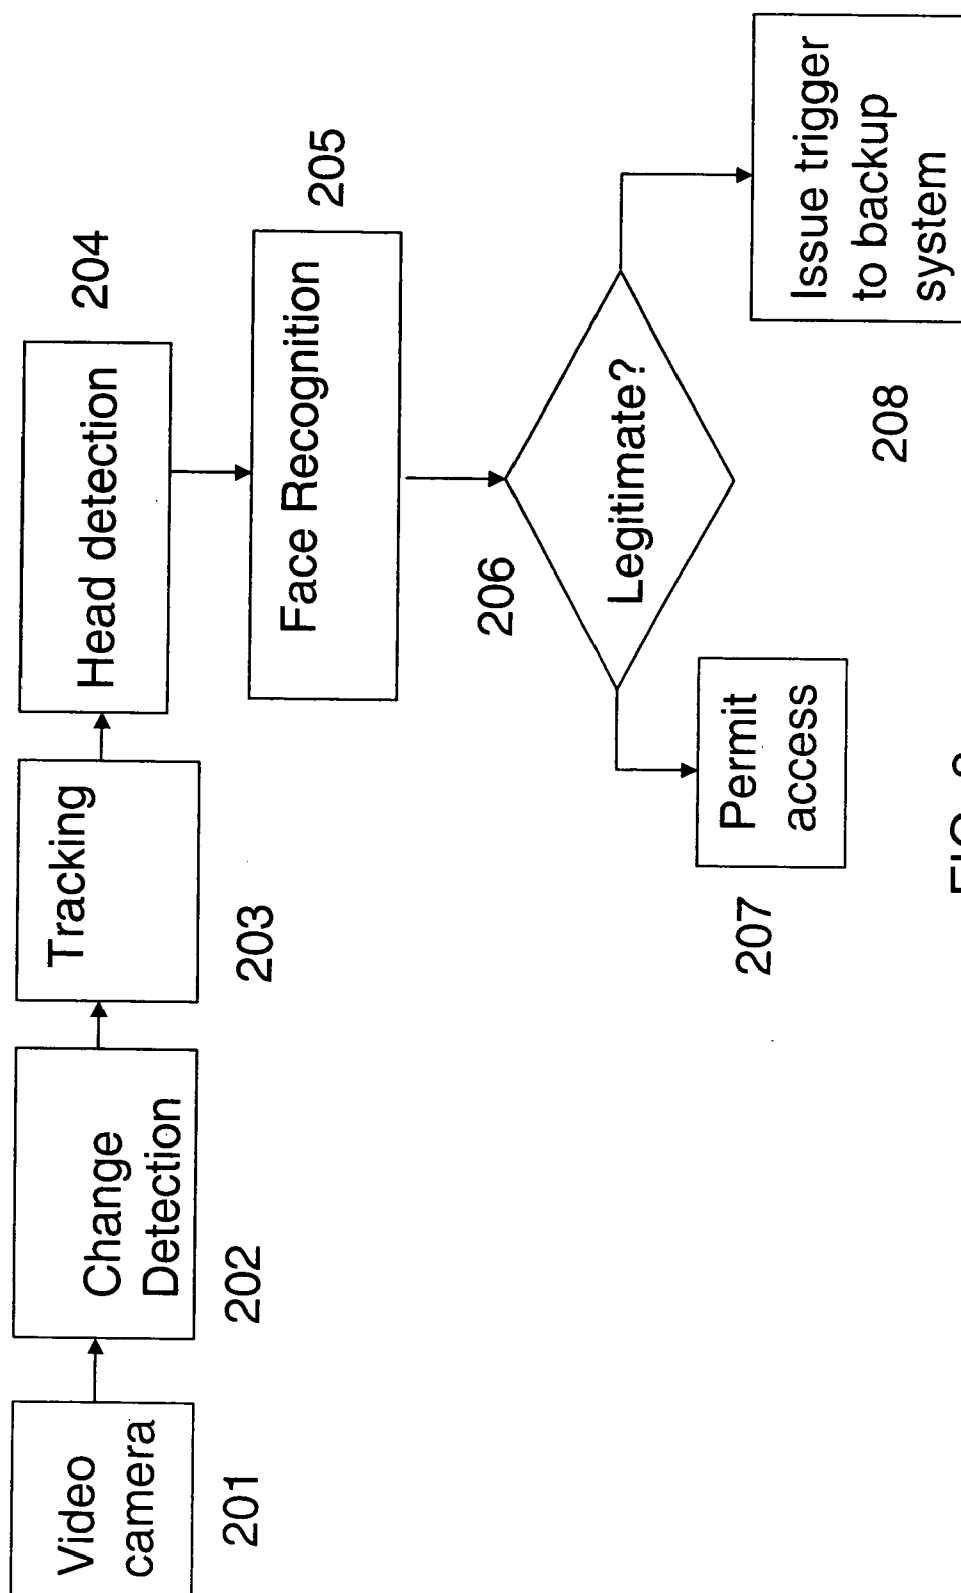 Video
camera
201
Change
Detection
202
Tracking
203
Head detection
204
Face Recognition
205
Legitimate?
206
Permit
access
207
Issue trigger
to backup
system
208
FIG.